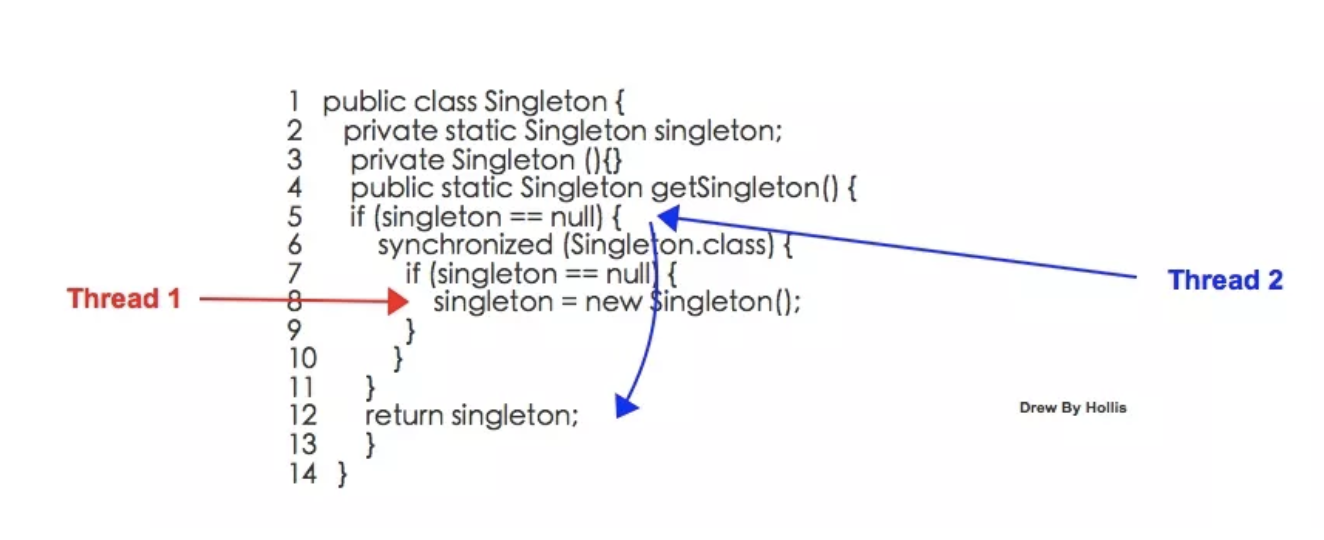 1 public class Singleton {
2 private static Singleton singleton;
3 private Singleton (){}
4 public static Singleton getSingleton() {
5 if (singleton == null) {
6 synchronized (Singleton.class) {
7 if (singleton == null) {
8 singleton = new Singleton();
9 }
10 }
11 }
12 return singleton;
13 }
14 }
Thread 1
Thread 2
Drew By Hollis